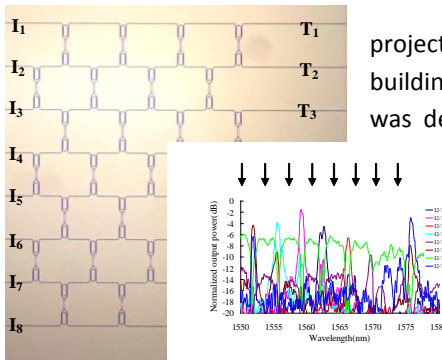 I₁
T₁
I₂
T₂
I₃
T₃
I₄
I₅
I₆
I₇
I₈
project
buildin
was de
Normalized output power(dB)
0
-2
-4
-6
-8
-10
-12
-14
-16
-18
-20
1550 1555 1560 1565 1570 1575 158
Wavelength(nm)